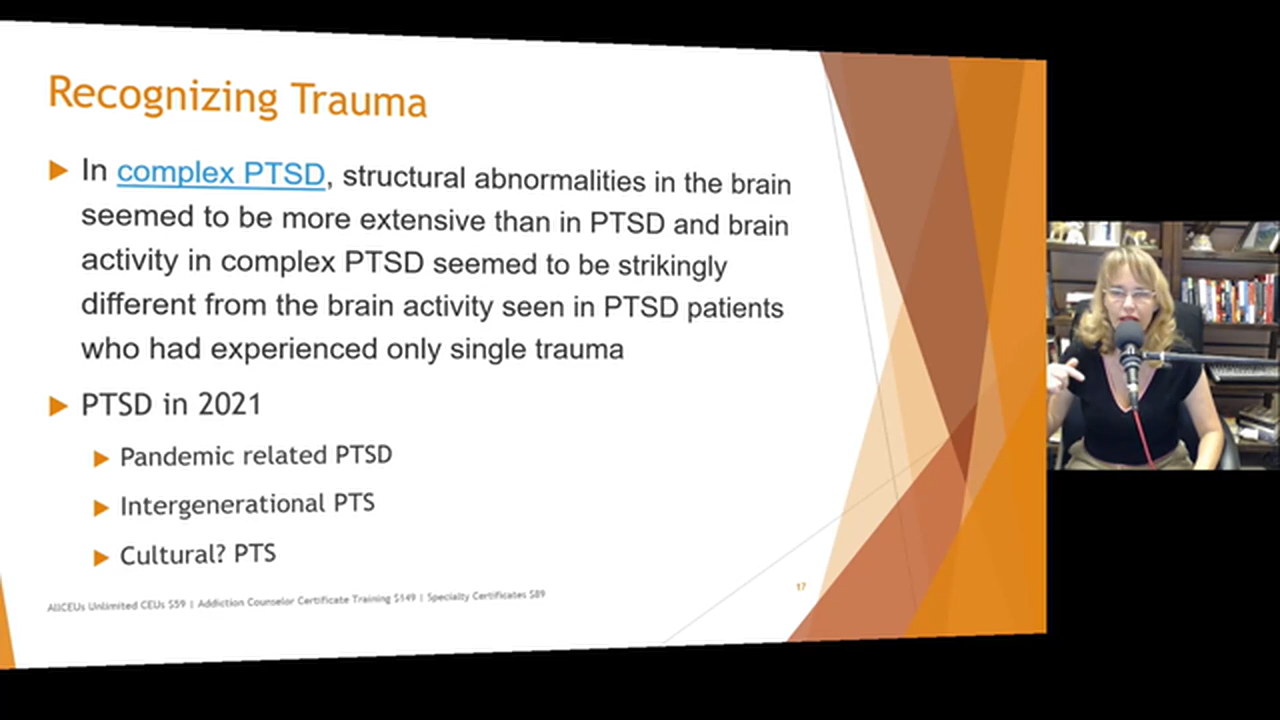 Recognizing Trauma
In complex PTSD, structural abnormalities in the brain
seemed to be more extensive than in PTSD and brain
activity in complex PTSD seemed to be strikingly
different from the brain activity seen in PTSD patients
who had experienced only single trauma
PTSD in 2021
Pandemic related PTSD
Intergenerational PTS
Cultural? PTS
AllCEUs Unlimited CEUs $59 | Addiction Counselor Certificate Training $149 | Specialty Certificates $89
17